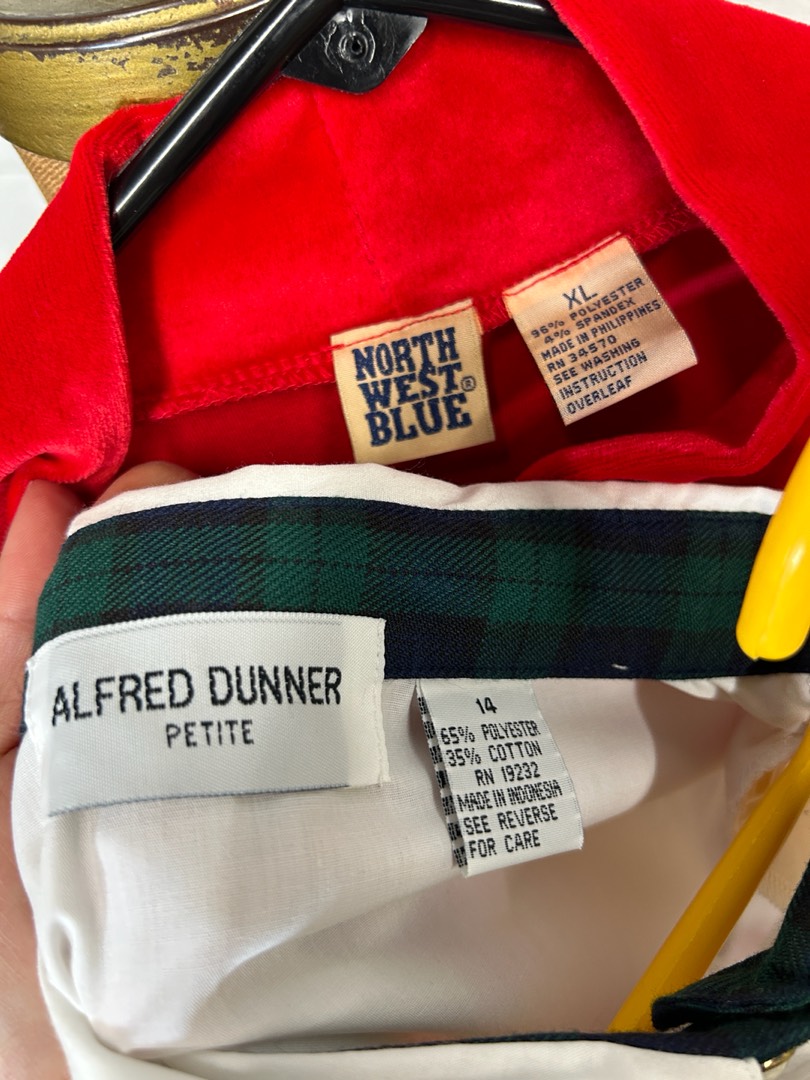 NORTH
WEST®
BLUE
XL
96% POLYESTER
4% SPANDEX
MADE IN PHILIPPINES
RN 34570
SEE WASHING
INSTRUCTION
OVERLEAF
ALFRED DUNNER
PETITE
14
65% POLYESTER
35% COTTON
RN 19232
MADE IN INDONESIA
SEE REVERSE
FOR CARE